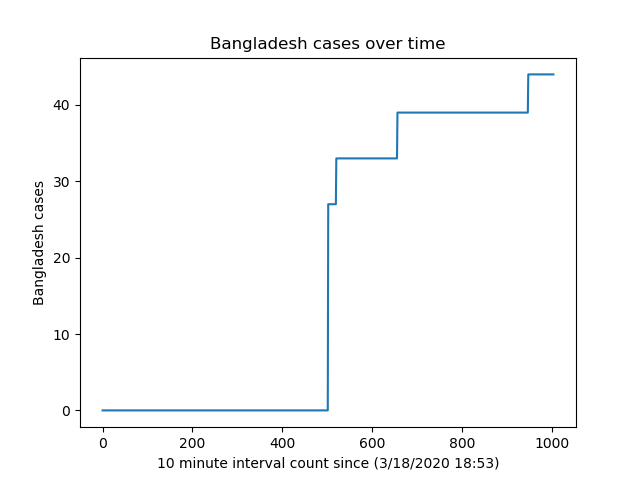 Bangladesh cases over time
Bangladesh cases
40
30
20
10
0
0 200 400 600 800 1000
10 minute interval count since (3/18/2020 18:53)